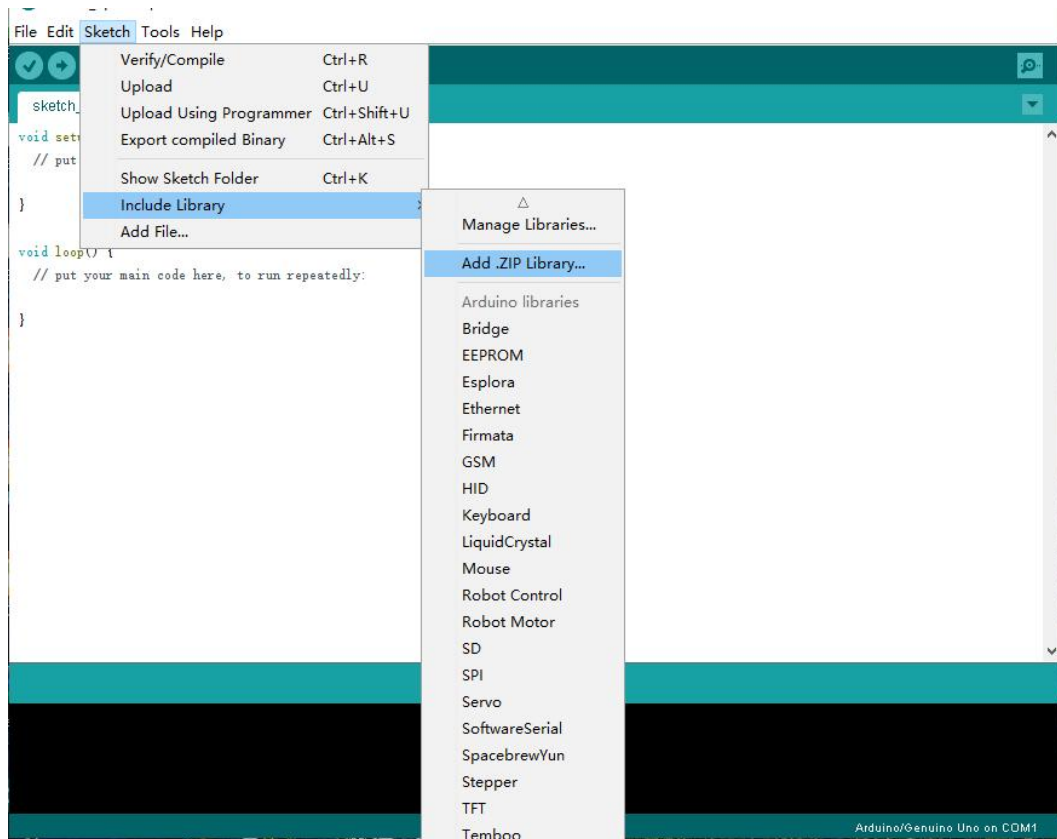 File Edit Sketch Tools Help
Verify/Compile Ctrl+R
Upload Ctrl+U
Upload Using Programmer Ctrl+Shift+U
Export compiled Binary Ctrl+Alt+S
Show Sketch Folder Ctrl+K
Include Library
Add File...
sketch_
void setu
// put
}
void loop() {
// put your main code here, to run repeatedly:
}
Manage Libraries...
Add .ZIP Library...
Arduino libraries
Bridge
EEPROM
Esplora
Ethernet
Firmata
GSM
HID
Keyboard
LiquidCrystal
Mouse
Robot Control
Robot Motor
SD
SPI
Servo
SoftwareSerial
SpacebrewYun
Stepper
TFT
Temboo
Arduino/Genuino Uno on COM1